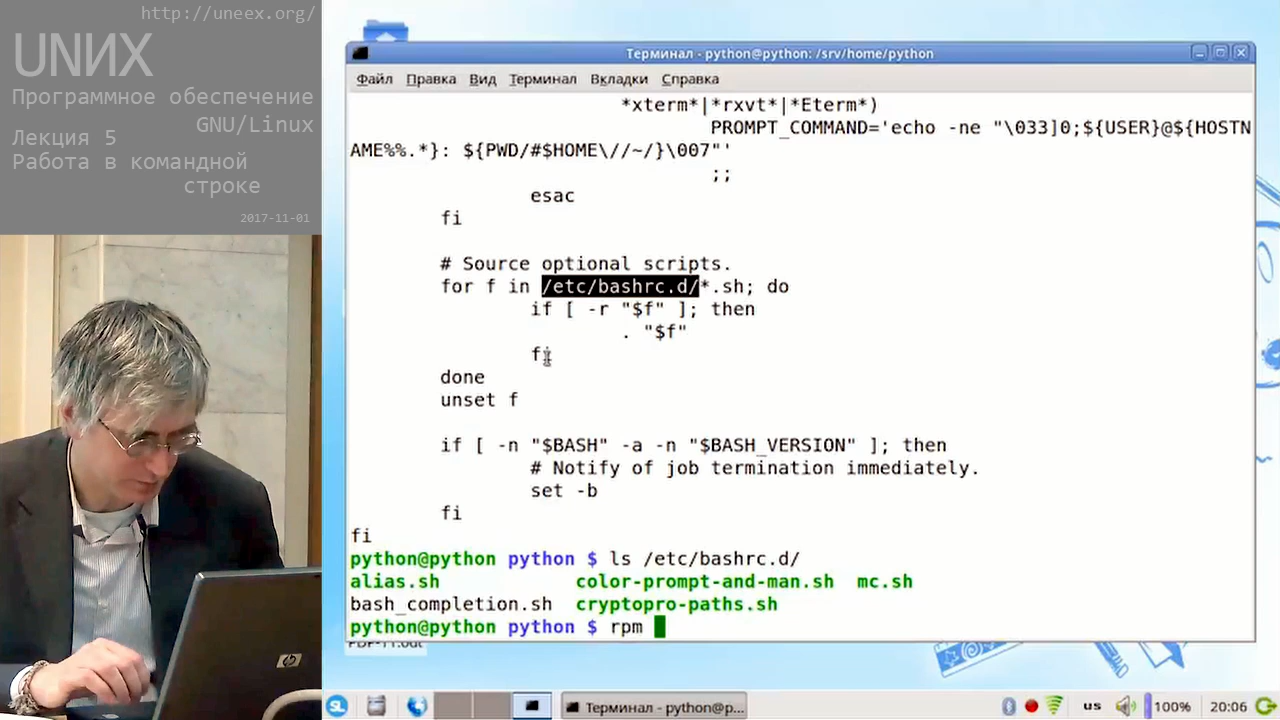 http://uneex.org/
UNИX
Программное обеспечение
GNU/Linux
Лекция 5
Работа в командной
строке
2017-11-01
Терминал - python@python: /srv/home/python
Файл Правка Вид Терминал Вкладки Справка
*xterm*|*rxvt*|*Eterm*)
PROMPT_COMMAND='echo -ne "\033]0;${USER}@${HOSTN
AME%%.*}: ${PWD/#$HOME\//~/}\007"'
;;
esac
fi
# Source optional scripts.
for f in /etc/bashrc.d/*.sh; do
if [ -r "$f" ]; then
. "$f"
fi
done
unset f
if [ -n "$BASH" -a -n "$BASH_VERSION" ]; then
# Notify of job termination immediately.
set -b
fi
fi
python@python python $ ls /etc/bashrc.d/
alias.sh color-prompt-and-man.sh mc.sh
bash_completion.sh cryptopro-paths.sh
python@python python $ rpm
hp
SL
Терминал - python@p...
us
100%
20:06